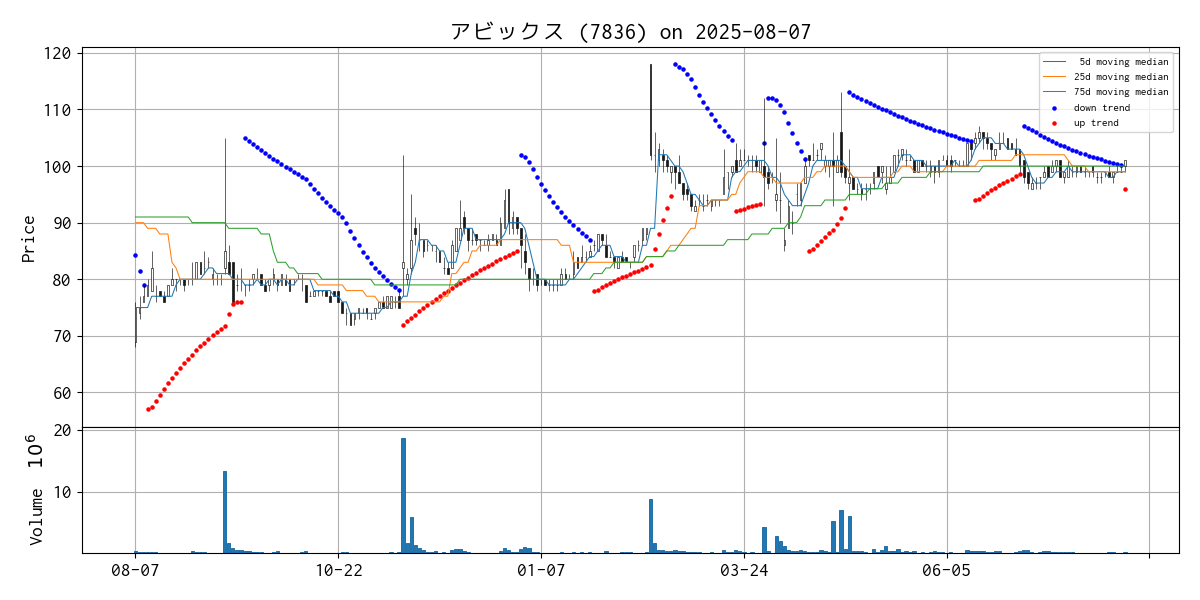 アビックス (7836) on 2025-08-07
120
110
100
90
80
70
60
Price
5d moving median
25d moving median
75d moving median
down trend
up trend
20
10
Volume 10^6
08-07
10-22
01-07
03-24
06-05